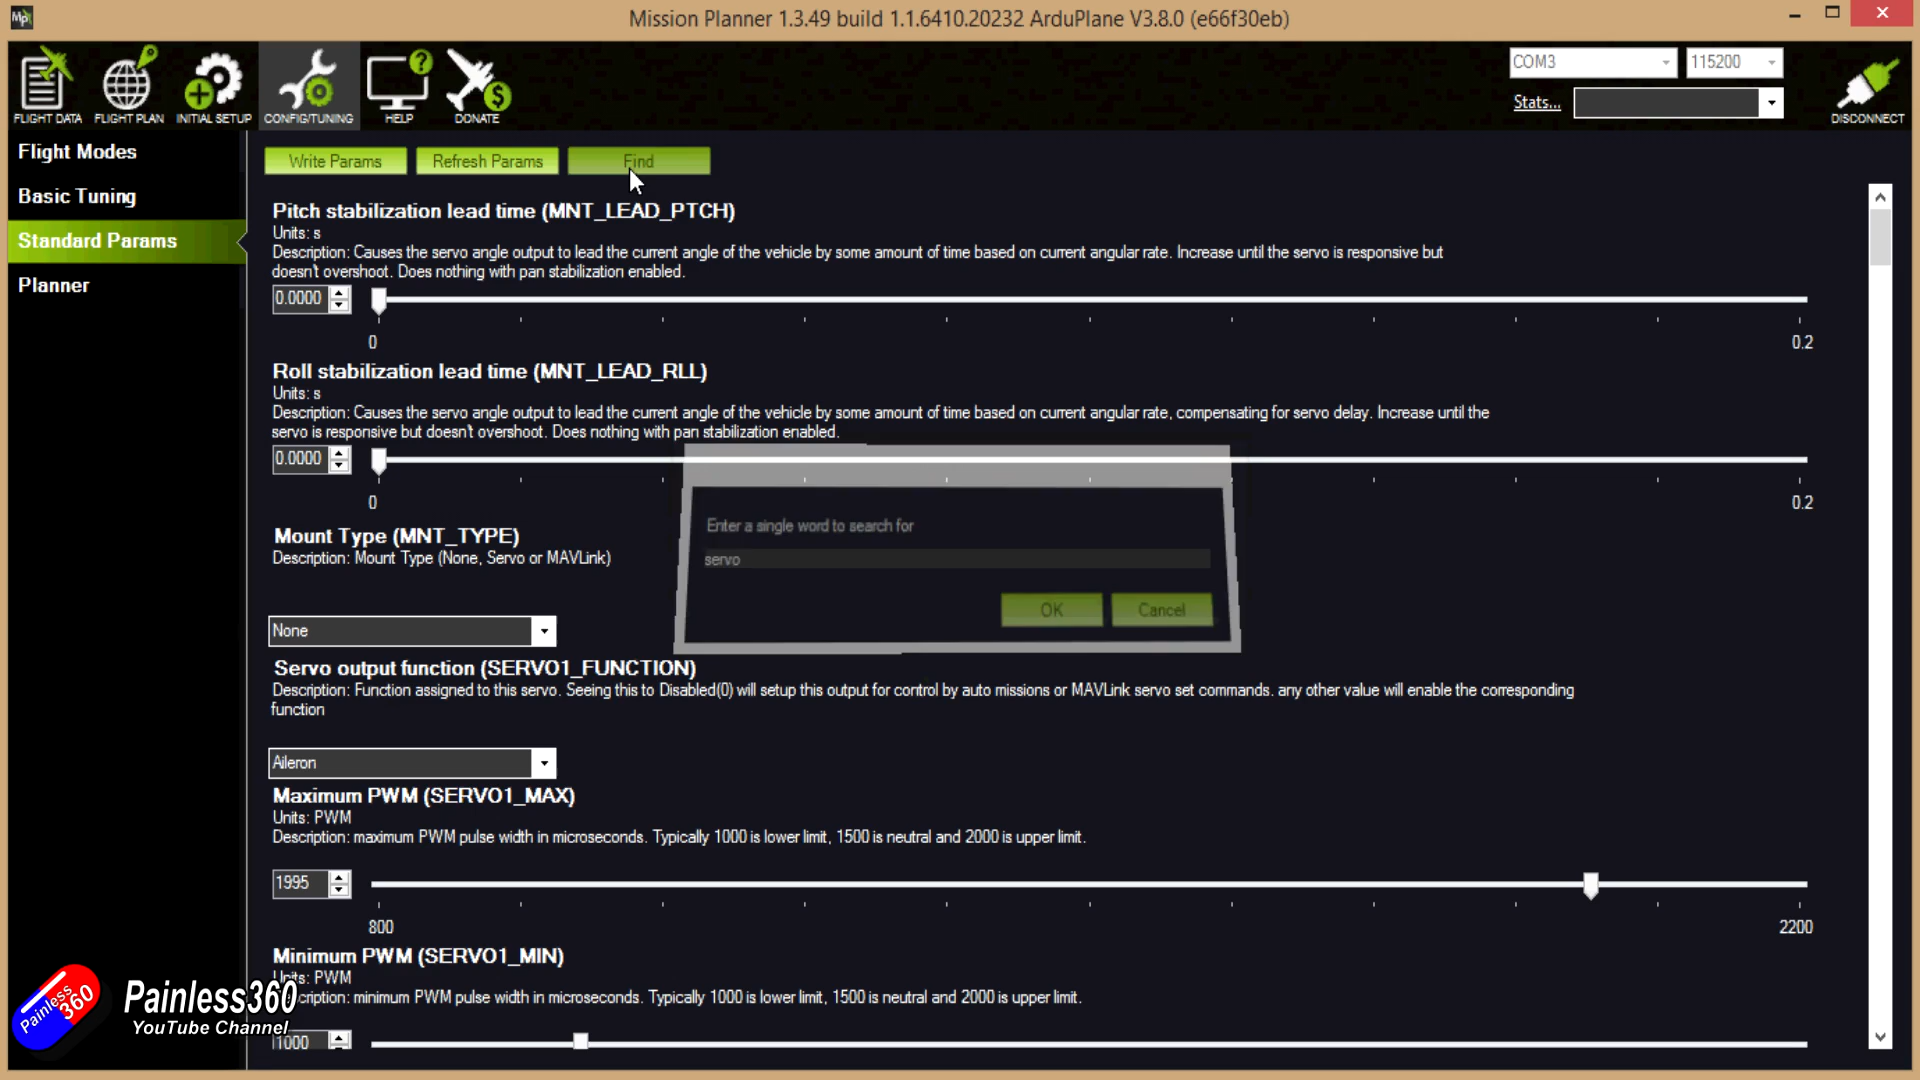 Mp
Mission Planner 1.3.49 build 1.1.6410.20232 ArduPlane V3.8.0 (e66f30eb)
FLIGHT DATA
FLIGHT PLAN
INITIAL SETUP
CONFIG/TUNING
HELP
DONATE
COM3
115200
Stats...
DISCONNECT
Flight Modes
Basic Tuning
Standard Params
Planner
Write Params
Refresh Params
Find
Pitch stabilization lead time (MNT_LEAD_PTCH)
Units: s
Description: Causes the servo angle output to lead the current angle of the vehicle by some amount of time based on current angular rate. Increase until the servo is responsive but
doesn't overshoot. Does nothing with pan stabilization enabled.
0.0000
0
0.2
Roll stabilization lead time (MNT_LEAD_RLL)
Units: s
Description: Causes the servo angle output to lead the current angle of the vehicle by some amount of time based on current angular rate, compensating for servo delay. Increase until the
servo is responsive but doesn't overshoot. Does nothing with pan stabilization enabled.
0.0000
0
0.2
Enter a single word to search for
servo
OK
Cancel
Mount Type (MNT_TYPE)
Description: Mount Type (None, Servo or MAVLink)
None
Servo output function (SERVO1_FUNCTION)
Description: Function assigned to this servo. Seeing this to Disabled(0) will setup this output for control by auto missions or MAVLink servo set commands. any other value will enable the corresponding
function
Aileron
Maximum PWM (SERVO1_MAX)
Units: PWM
Description: maximum PWM pulse width in microseconds. Typically 1000 is lower limit, 1500 is neutral and 2000 is upper limit.
1995
800
2200
Minimum PWM (SERVO1_MIN)
Units: PWM
Description: minimum PWM pulse width in microseconds. Typically 1000 is lower limit, 1500 is neutral and 2000 is upper limit.
1000
Painless
360
Painless360
YouTube Channel